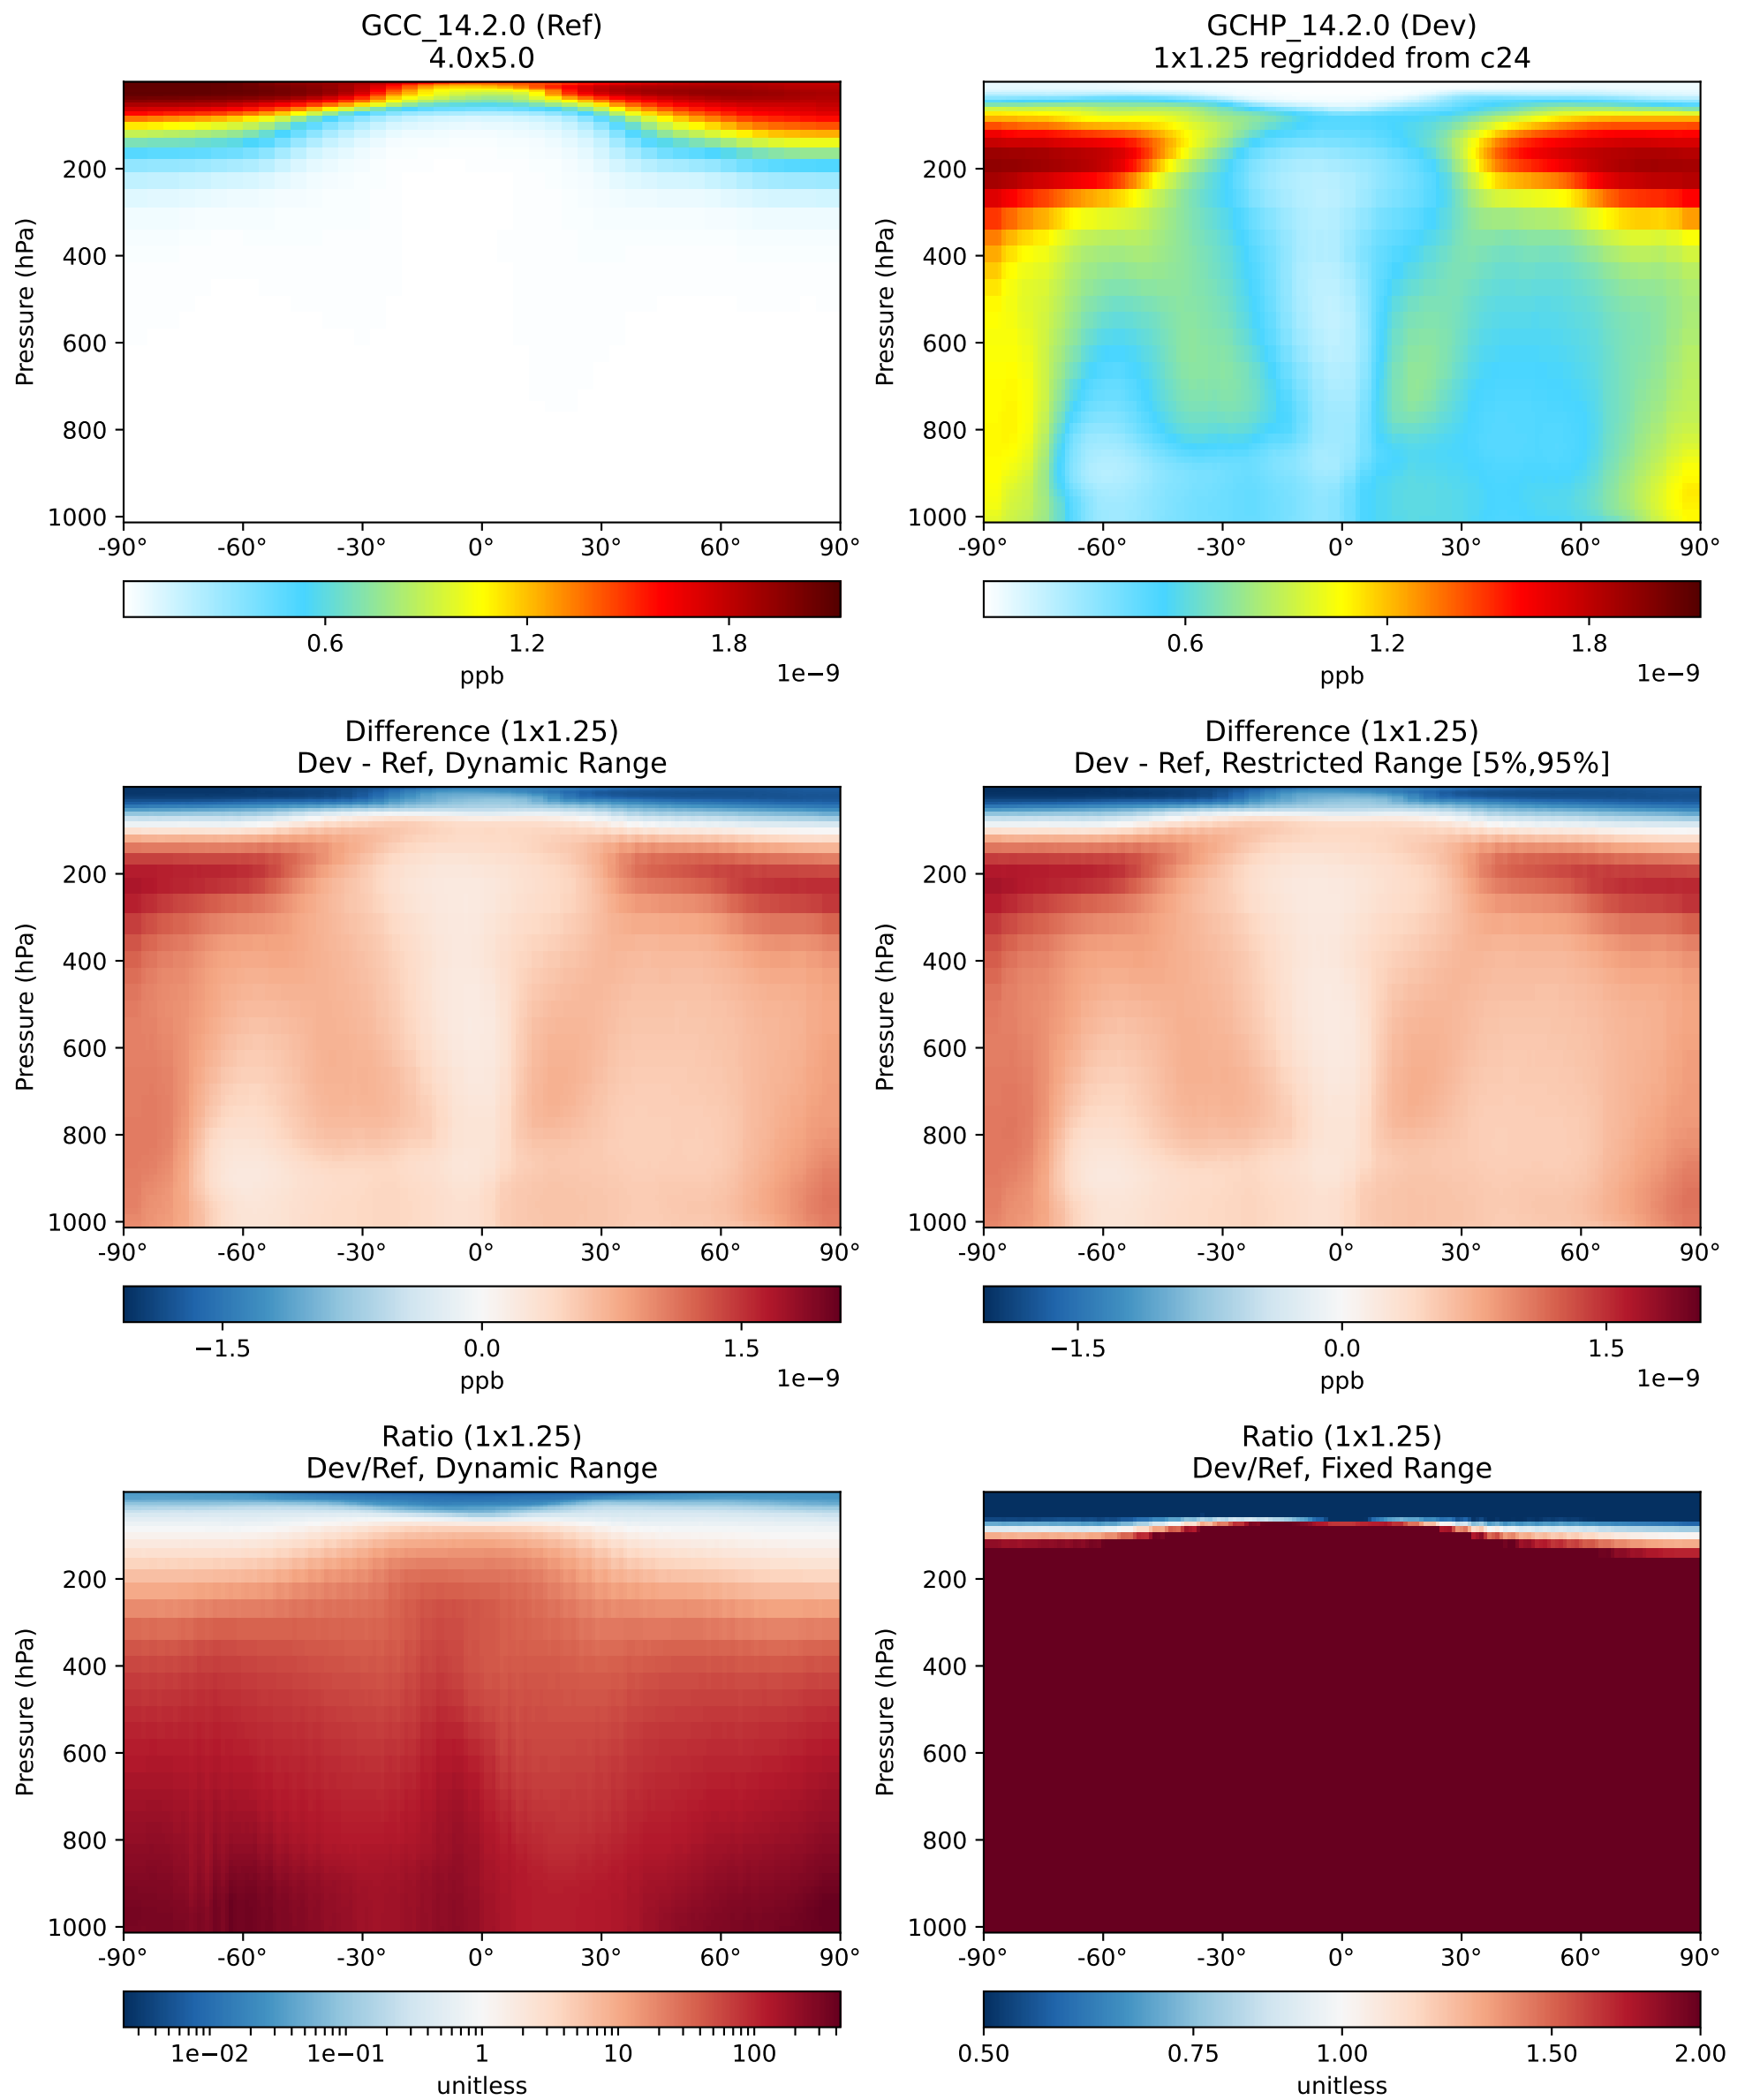 GCC_14.2.0 (Ref)
4.0x5.0
Pressure (hPa)
200
400
600
800
1000
-90° -60° -30° 0° 30° 60° 90°
0.6 1.2 1.8
ppb
1e−9
GCHP_14.2.0 (Dev)
1x1.25 regridded from c24
Pressure (hPa)
200
400
600
800
1000
-90° -60° -30° 0° 30° 60° 90°
0.6 1.2 1.8
ppb
1e−9
Difference (1x1.25)
Dev - Ref, Dynamic Range
Pressure (hPa)
200
400
600
800
1000
-90° -60° -30° 0° 30° 60° 90°
−1.5 0.0 1.5
ppb
1e−9
Difference (1x1.25)
Dev - Ref, Restricted Range [5%,95%]
Pressure (hPa)
200
400
600
800
1000
-90° -60° -30° 0° 30° 60° 90°
−1.5 0.0 1.5
ppb
1e−9
Ratio (1x1.25)
Dev/Ref, Dynamic Range
Pressure (hPa)
200
400
600
800
1000
-90° -60° -30° 0° 30° 60° 90°
1e−02 1e−01 1 10 100
unitless
Ratio (1x1.25)
Dev/Ref, Fixed Range
Pressure (hPa)
200
400
600
800
1000
-90° -60° -30° 0° 30° 60° 90°
0.50 0.75 1.00 1.50 2.00
unitless